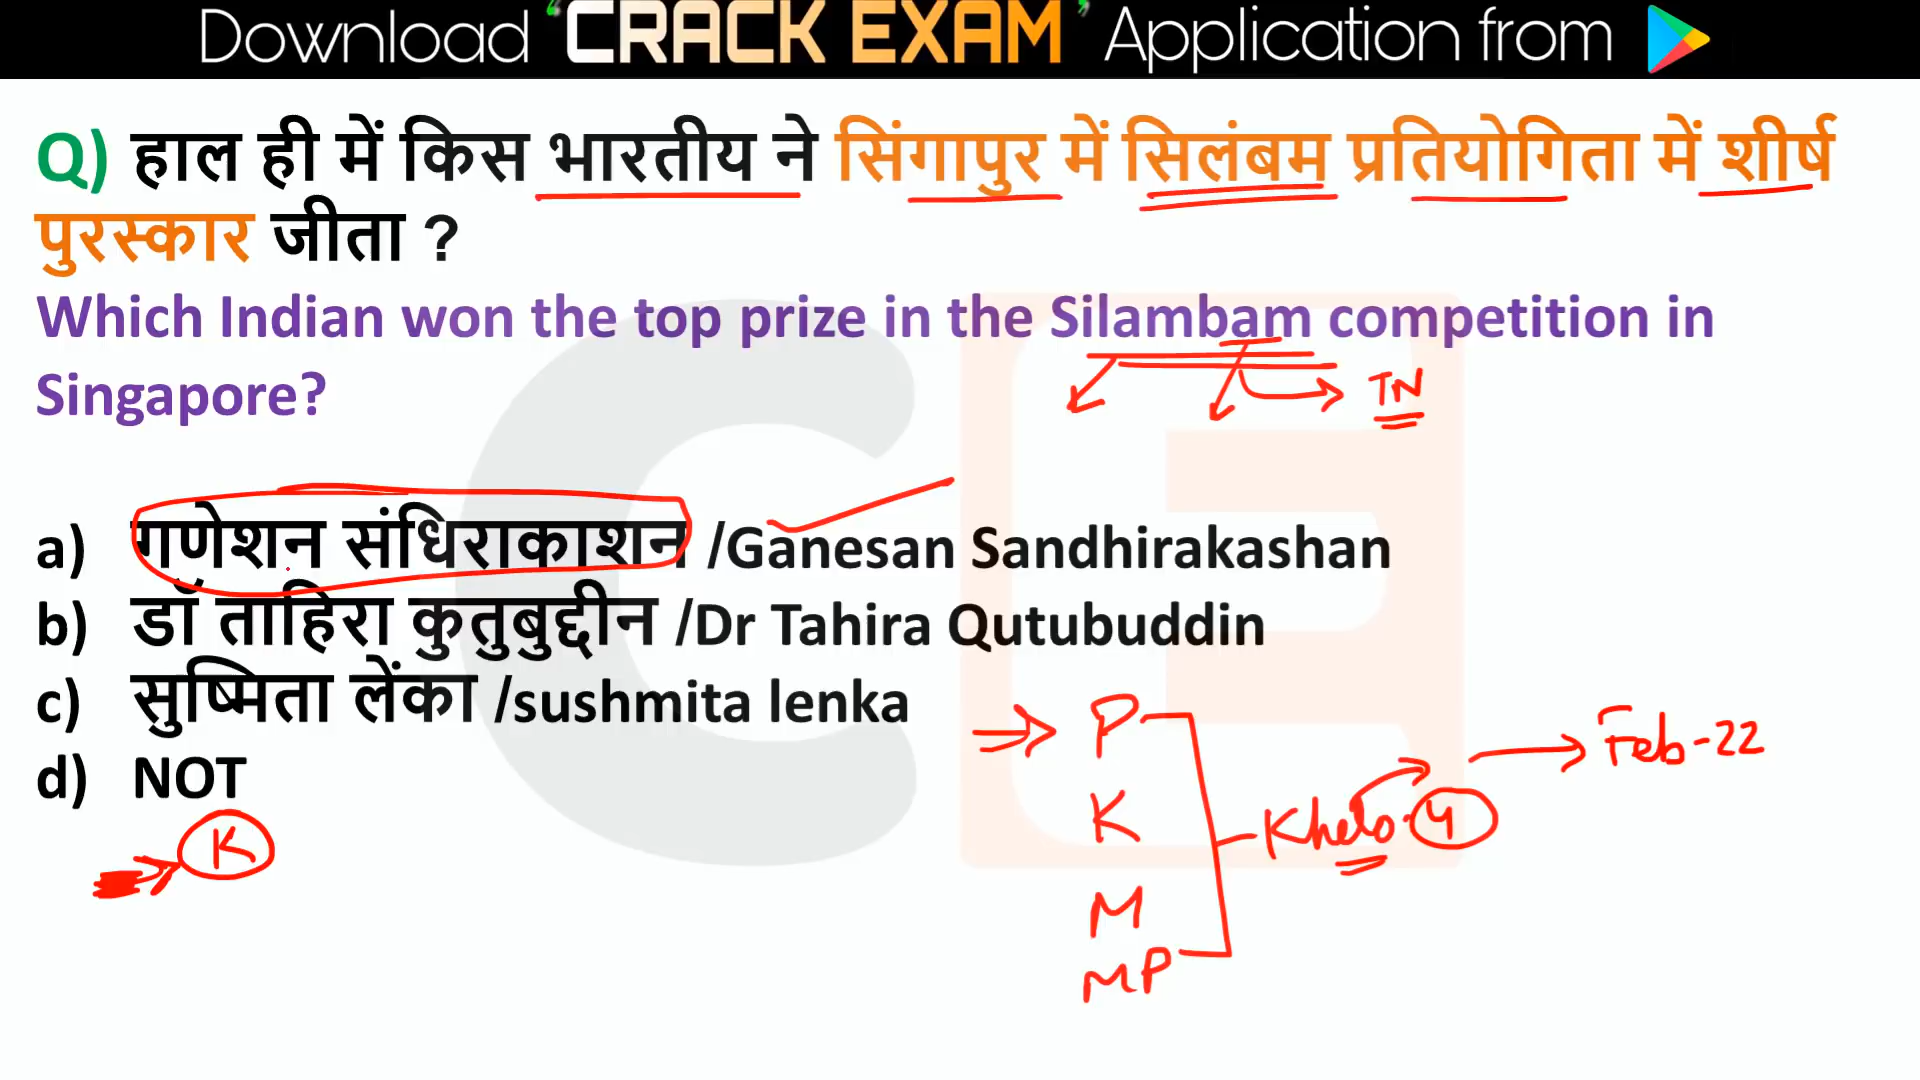 Download 'CRACK EXAM' Application from
Q) हाल ही में किस भारतीय ने सिंगापुर में सिलंबम प्रतियोगिता में शीर्ष
पुरस्कार जीता ?
Which Indian won the top prize in the Silambam competition in
Singapore?
TN
a) गणेशन संधिराकाशन /Ganesan Sandhirakashan
b) डॉ ताहिरा कुतुबुद्दीन /Dr Tahira Qutubuddin
c) सुष्मिता लेंका /sushmita lenka
d) NOT
P
Feb-22
K
Khelo.4
K
M
MP
CE